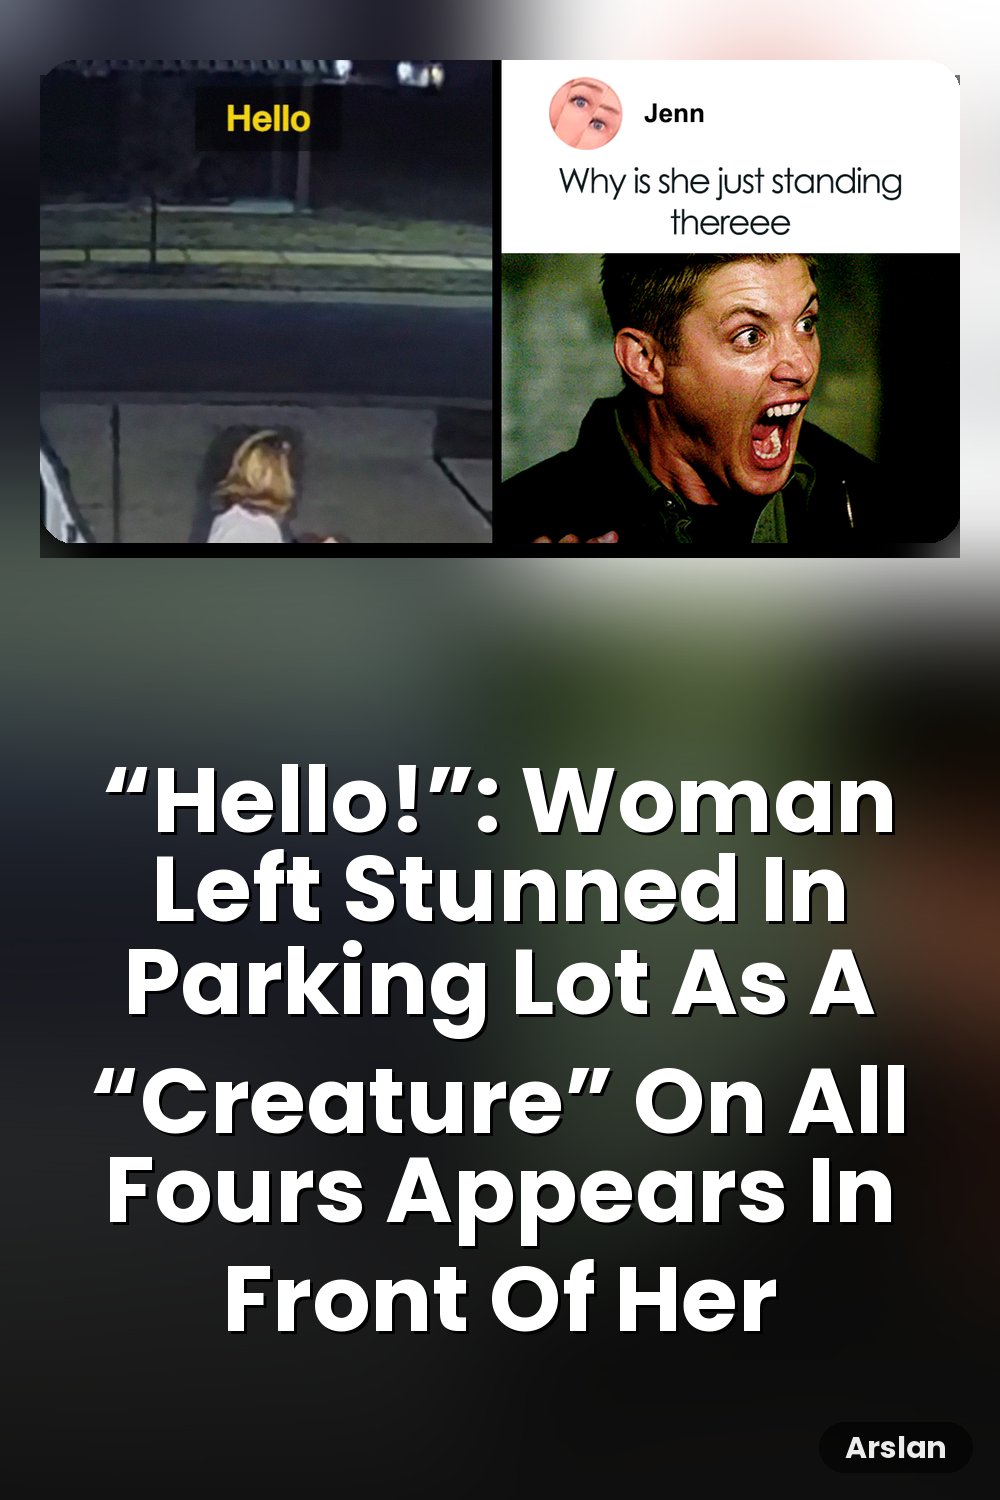 Hello
Jenn
Why is she just standing
thereee
“Hello!”: Woman
Left Stunned In
Parking Lot As A
“Creature” On All
Fours Appears In
Front Of Her
Arslan